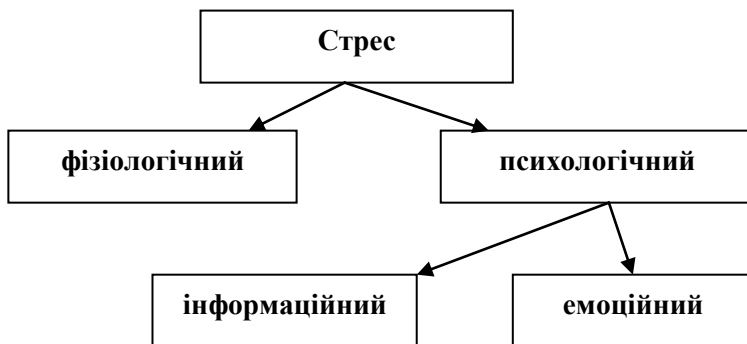 Стрес
фізіологічний
психологічний
інформаційний
емоційний